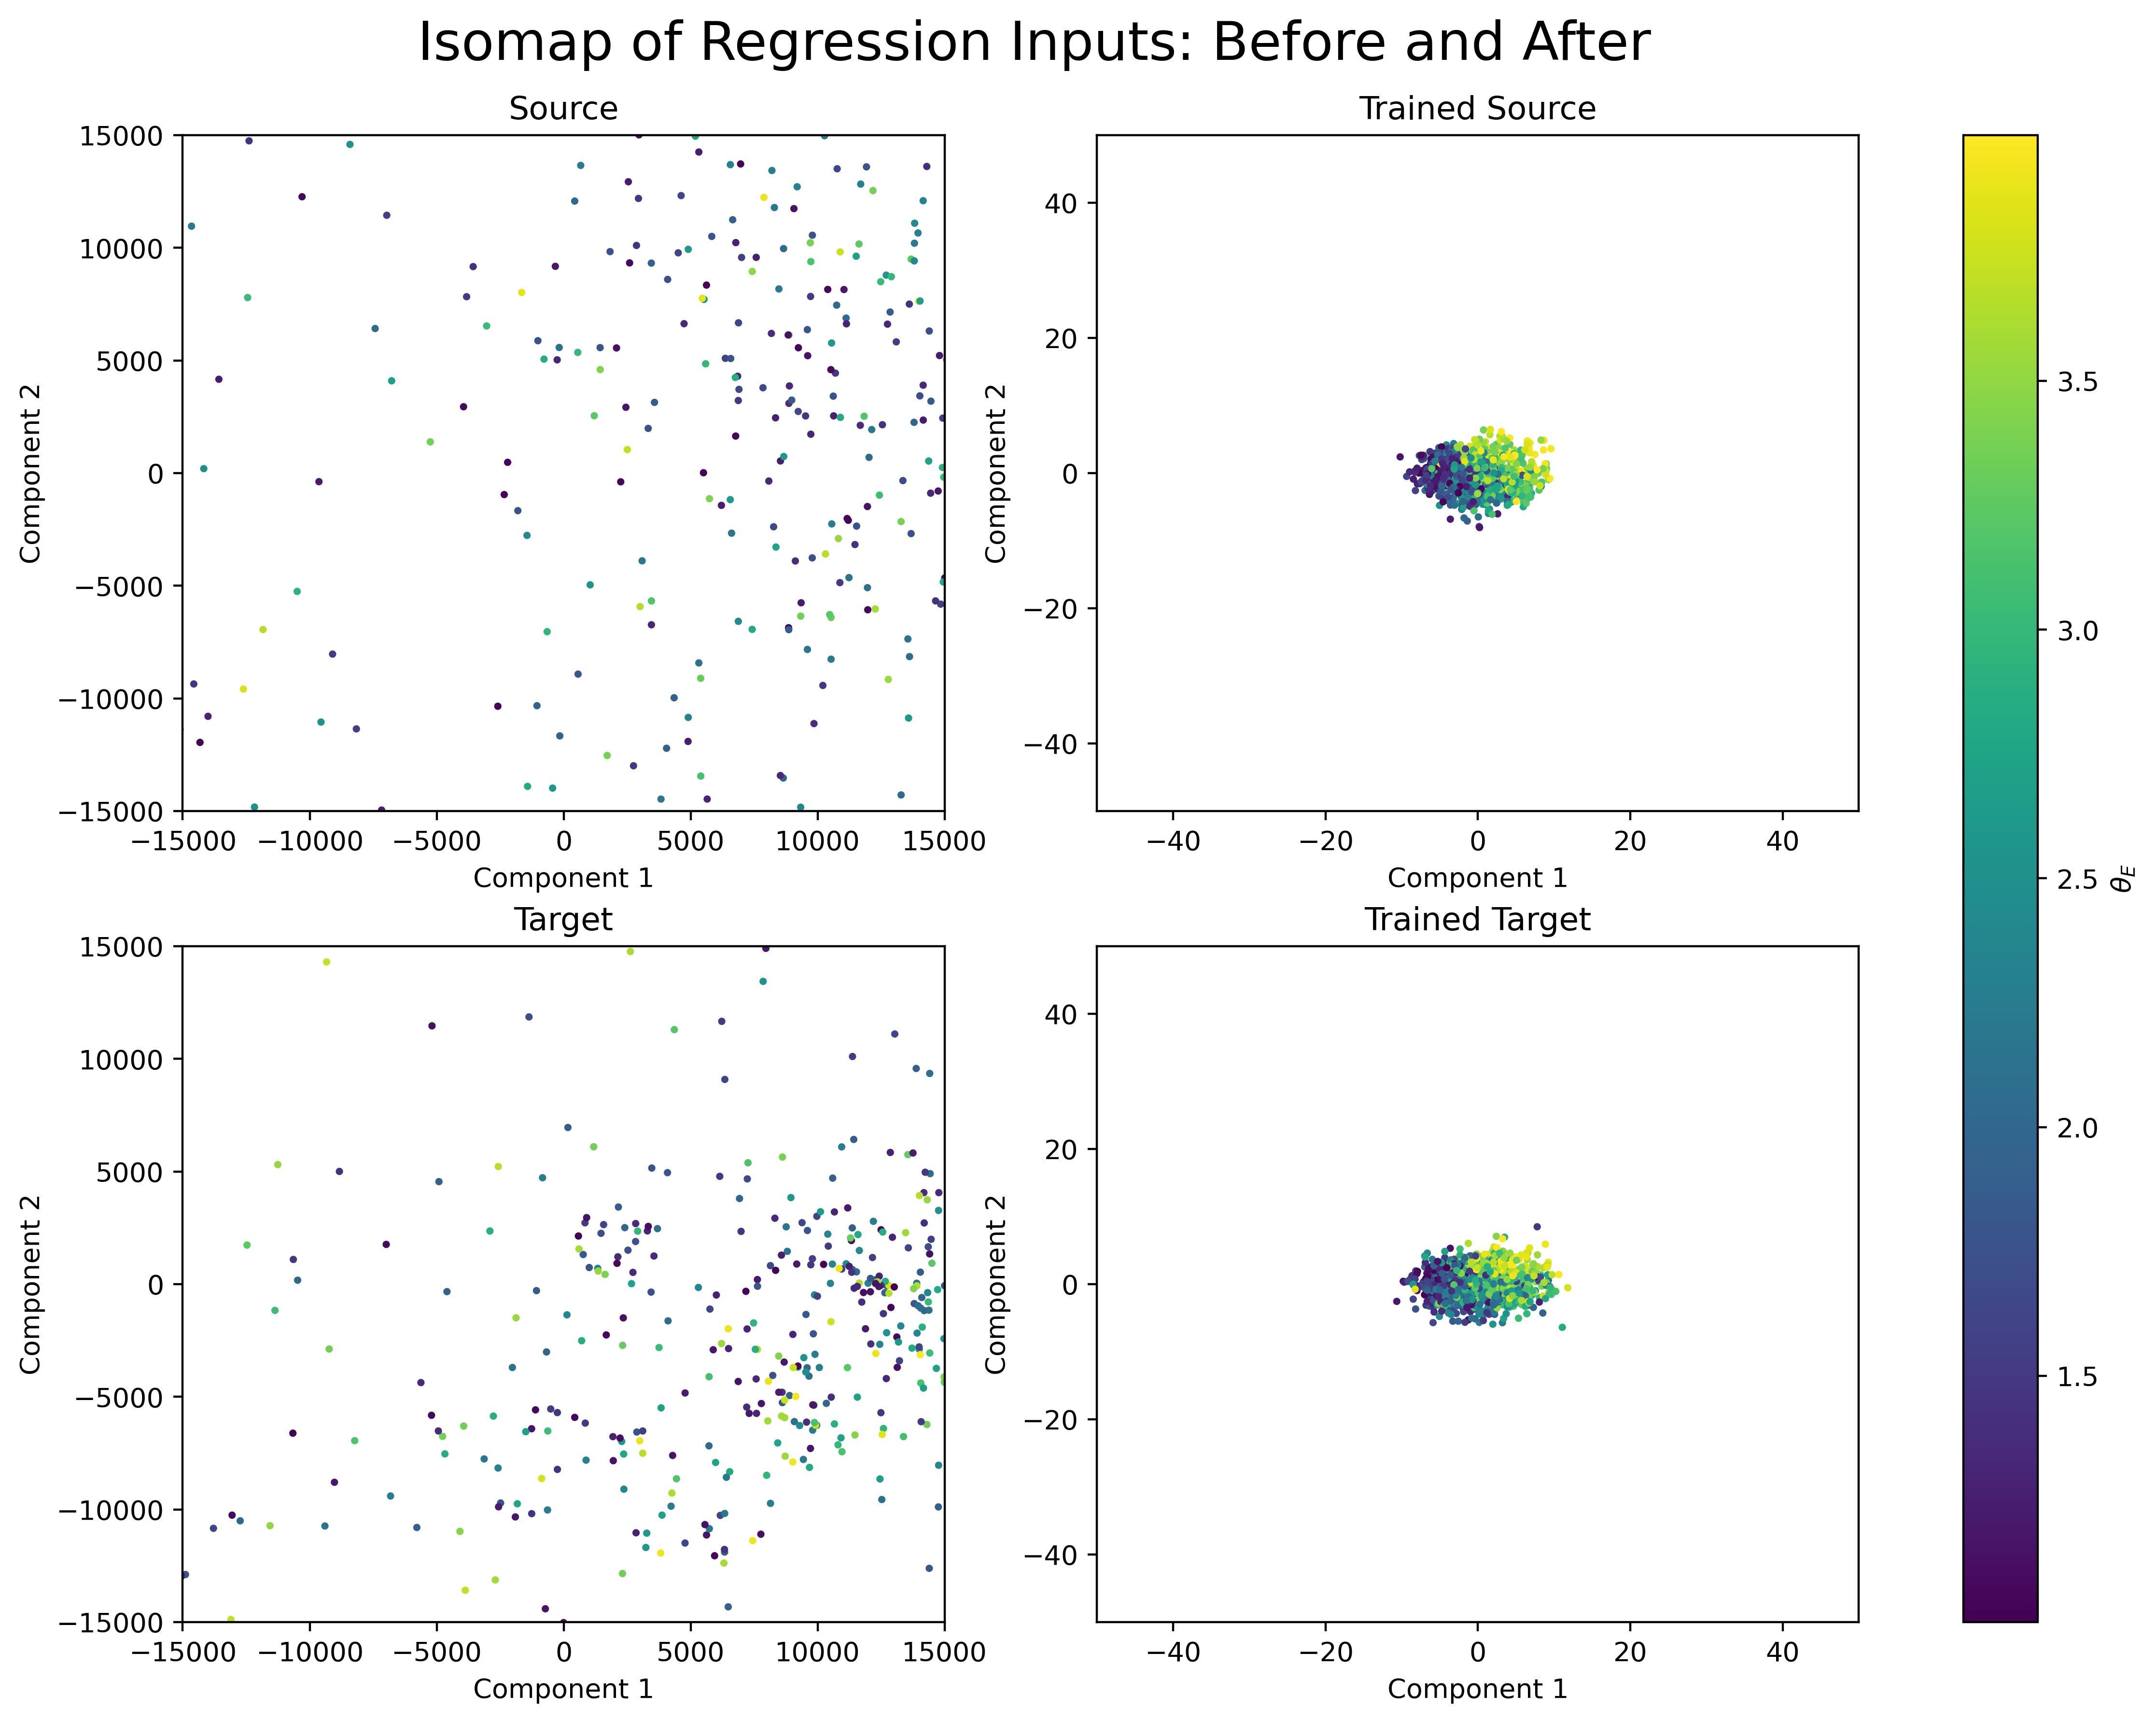 Isomap of Regression Inputs: Before and After
Source
Trained Source
15000
10000
5000
0
−5000
−10000
−15000
Component 2
−15000 −10000 −5000 0 5000 10000 15000
Component 1
40
20
0
−20
−40
Component 2
−40 −20 0 20 40
Component 1
Target
Trained Target
15000
10000
5000
0
−5000
−10000
−15000
Component 2
−15000 −10000 −5000 0 5000 10000 15000
Component 1
40
20
0
−20
−40
Component 2
−40 −20 0 20 40
Component 1
3.5
3.0
2.5
2.0
1.5
θ_E